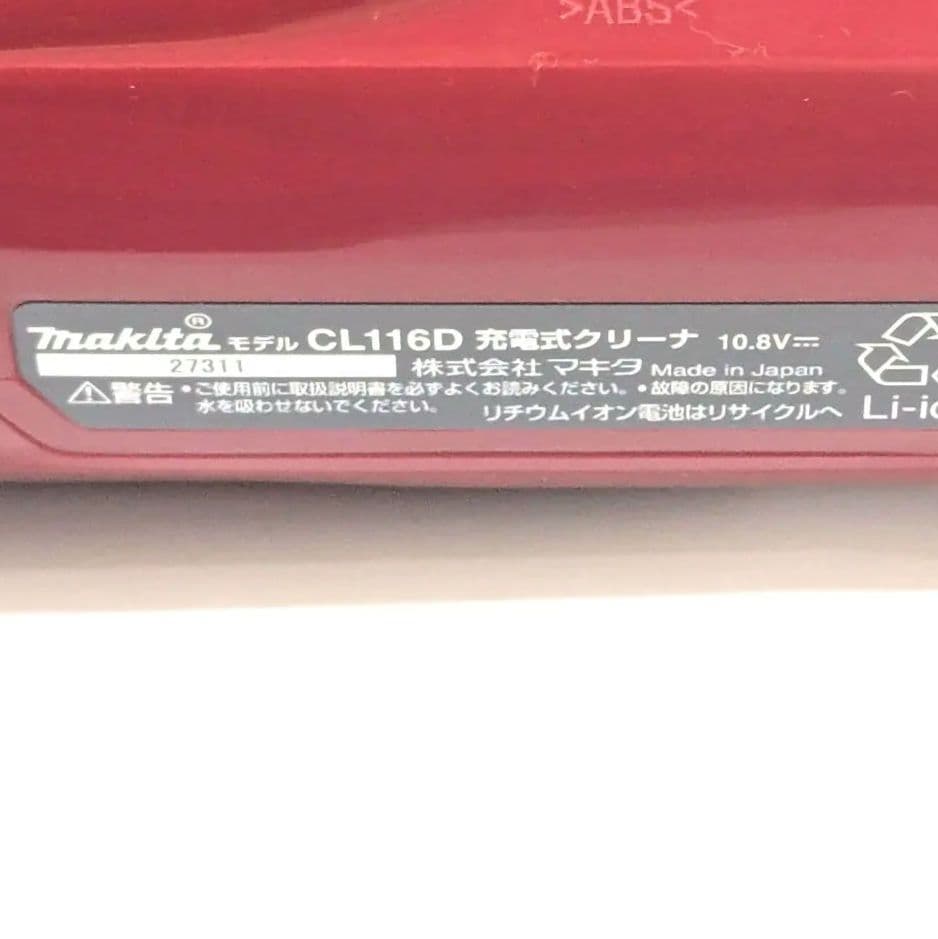 >ABS<
makita® モデル CL116D 充電式クリーナ 10.8V⎓
27311 株式会社 マキタ Made in Japan
⚠警告 •ご使用前に取扱説明書を必ずよくお読みください。•故障の原因になります。
水を吸わせないでください。 リチウムイオン電池はリサイクルへ Li-io